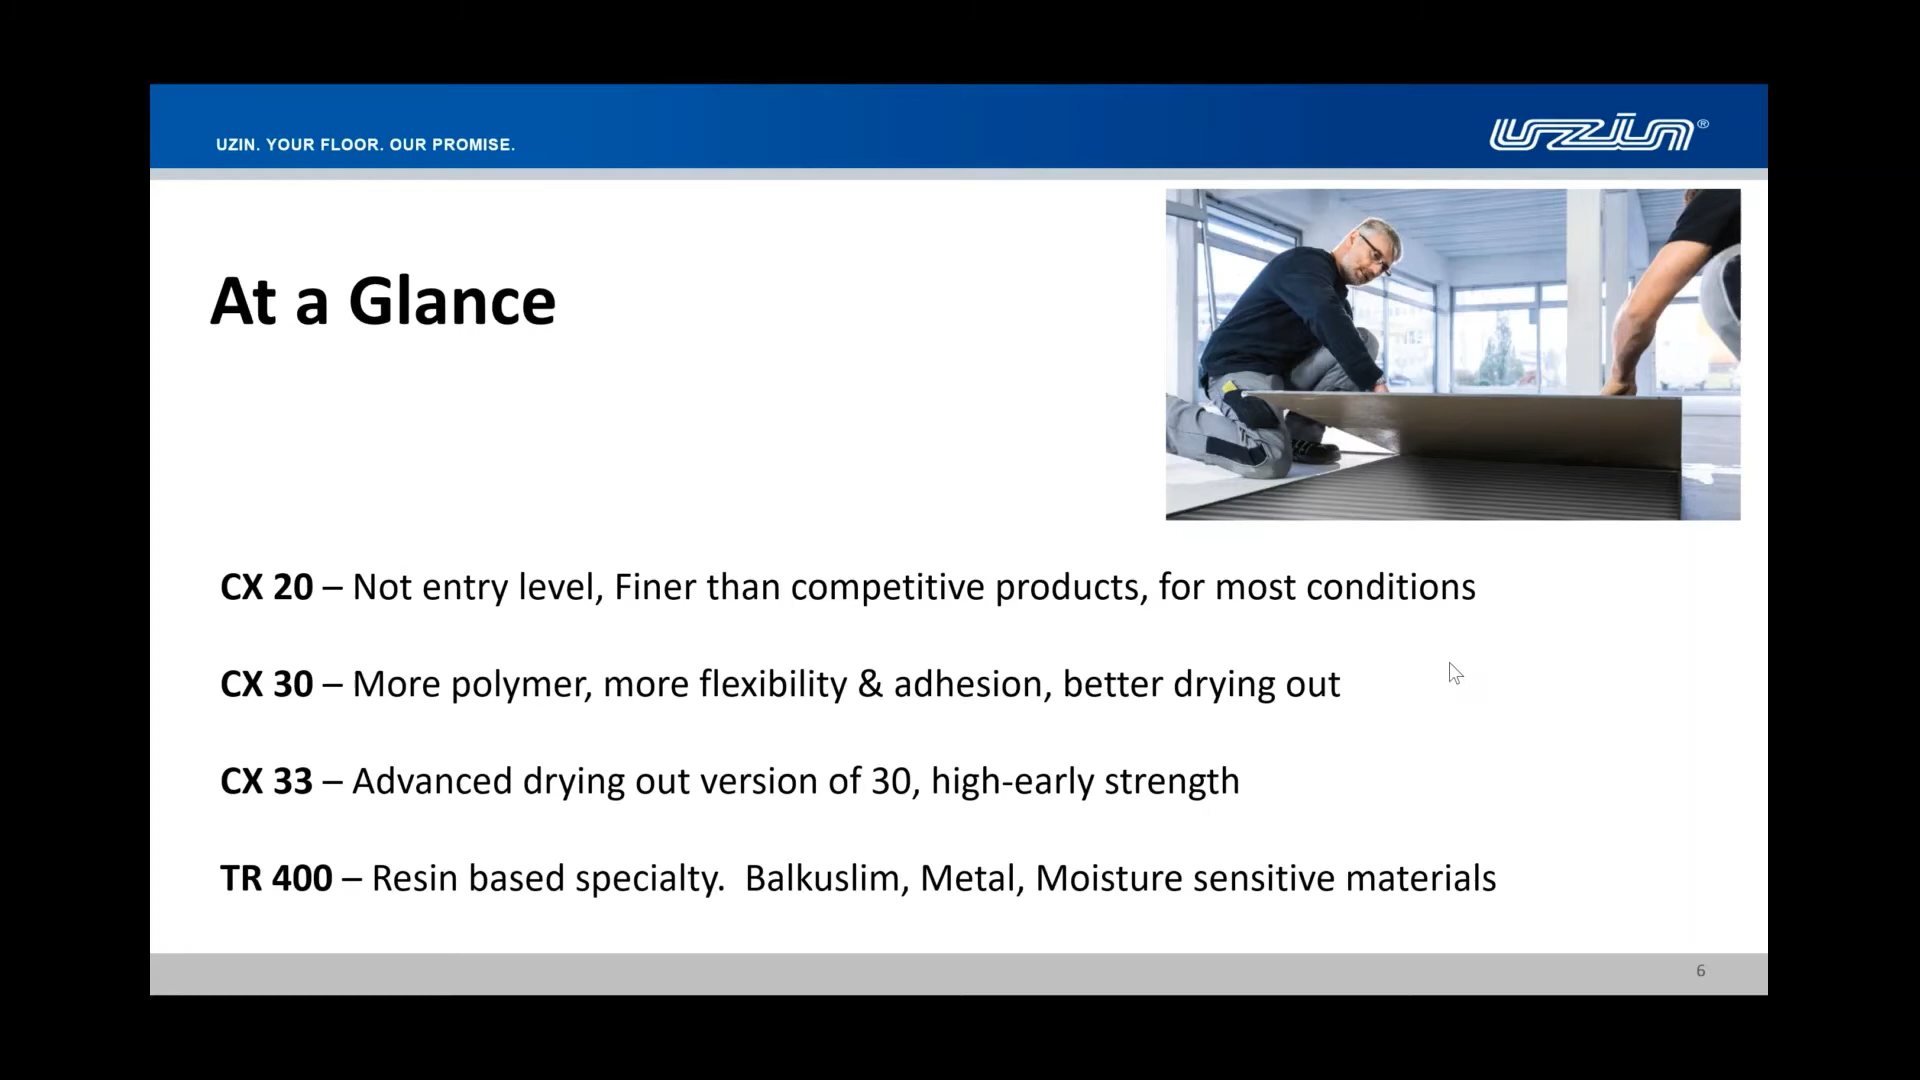 UZIN. YOUR FLOOR. OUR PROMISE.
uzin®
At a Glance
CX 20 – Not entry level, Finer than competitive products, for most conditions
CX 30 – More polymer, more flexibility & adhesion, better drying out
CX 33 – Advanced drying out version of 30, high-early strength
TR 400 – Resin based specialty.  Balkuslim, Metal, Moisture sensitive materials
6